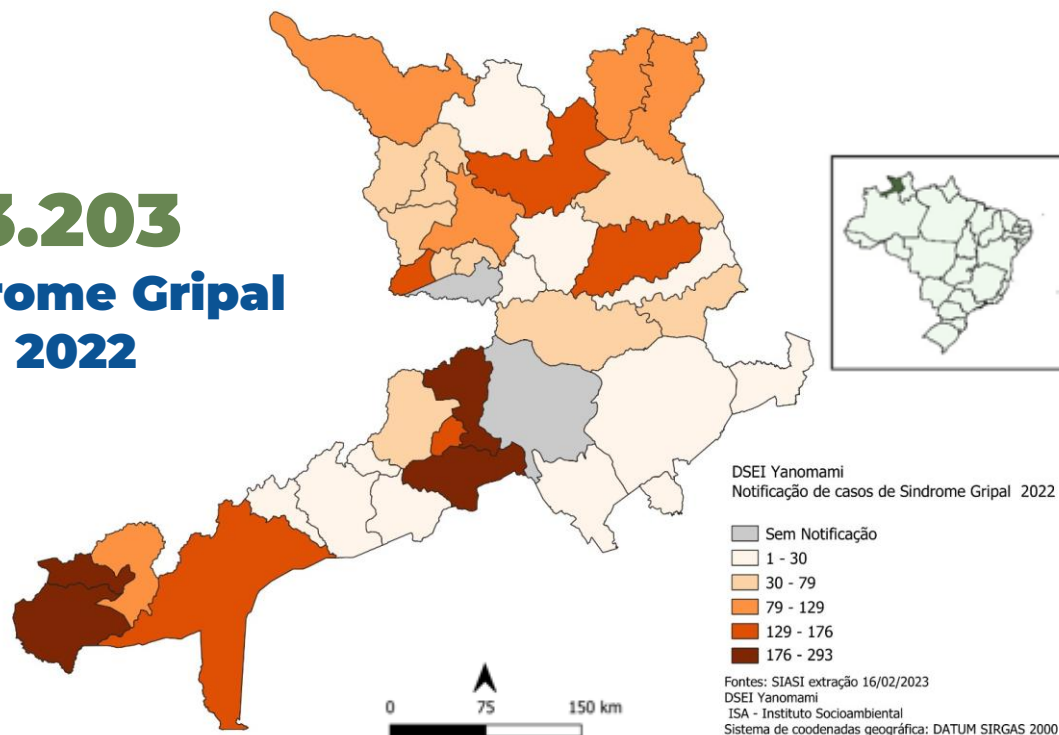 3.203
rome Gripal
2022
DSEI Yanomami
Notificação de casos de Sindrome Gripal 2022
Sem Notificação
1 - 30
30 - 79
79 - 129
129 - 176
176 - 293
Fontes: SIASI extração 16/02/2023
DSEI Yanomami
ISA - Instituto Socioambiental
Sistema de coodenadas geográfica: DATUM SIRGAS 2000
0 75 150 km